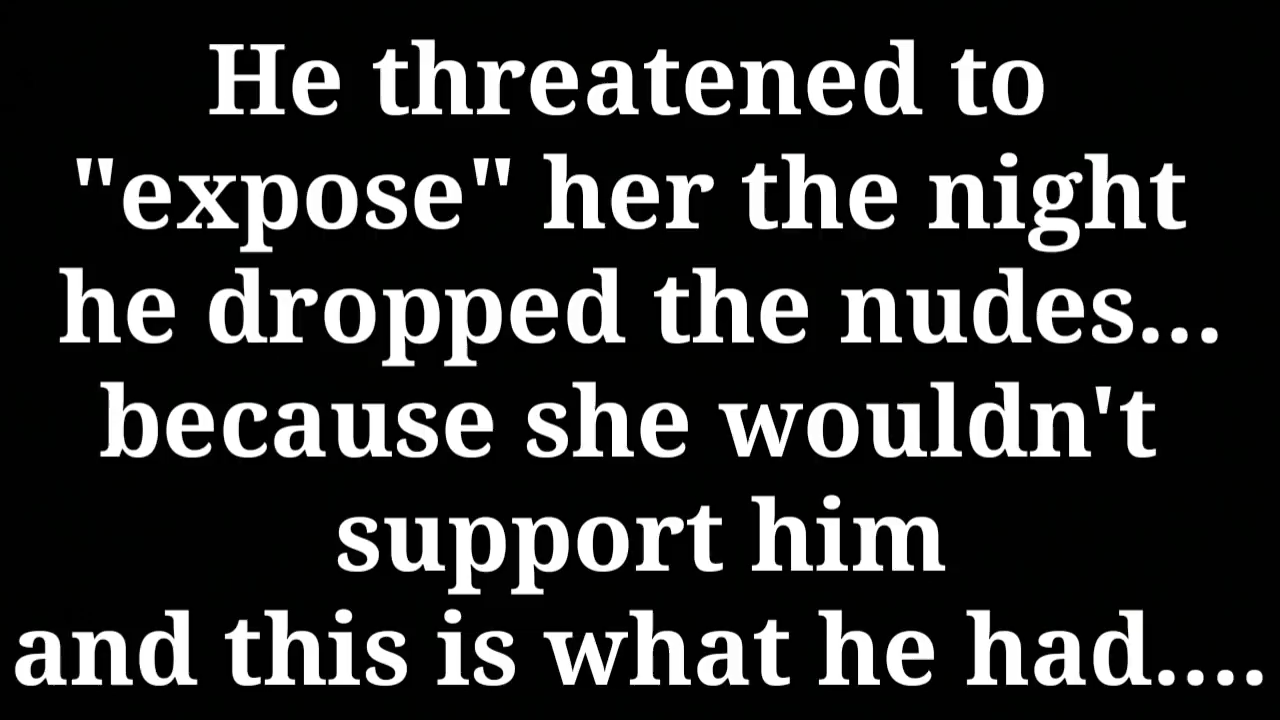 He threatened to
"expose" her the night
he dropped the nudes...
because she wouldn't
support him
and this is what he had....